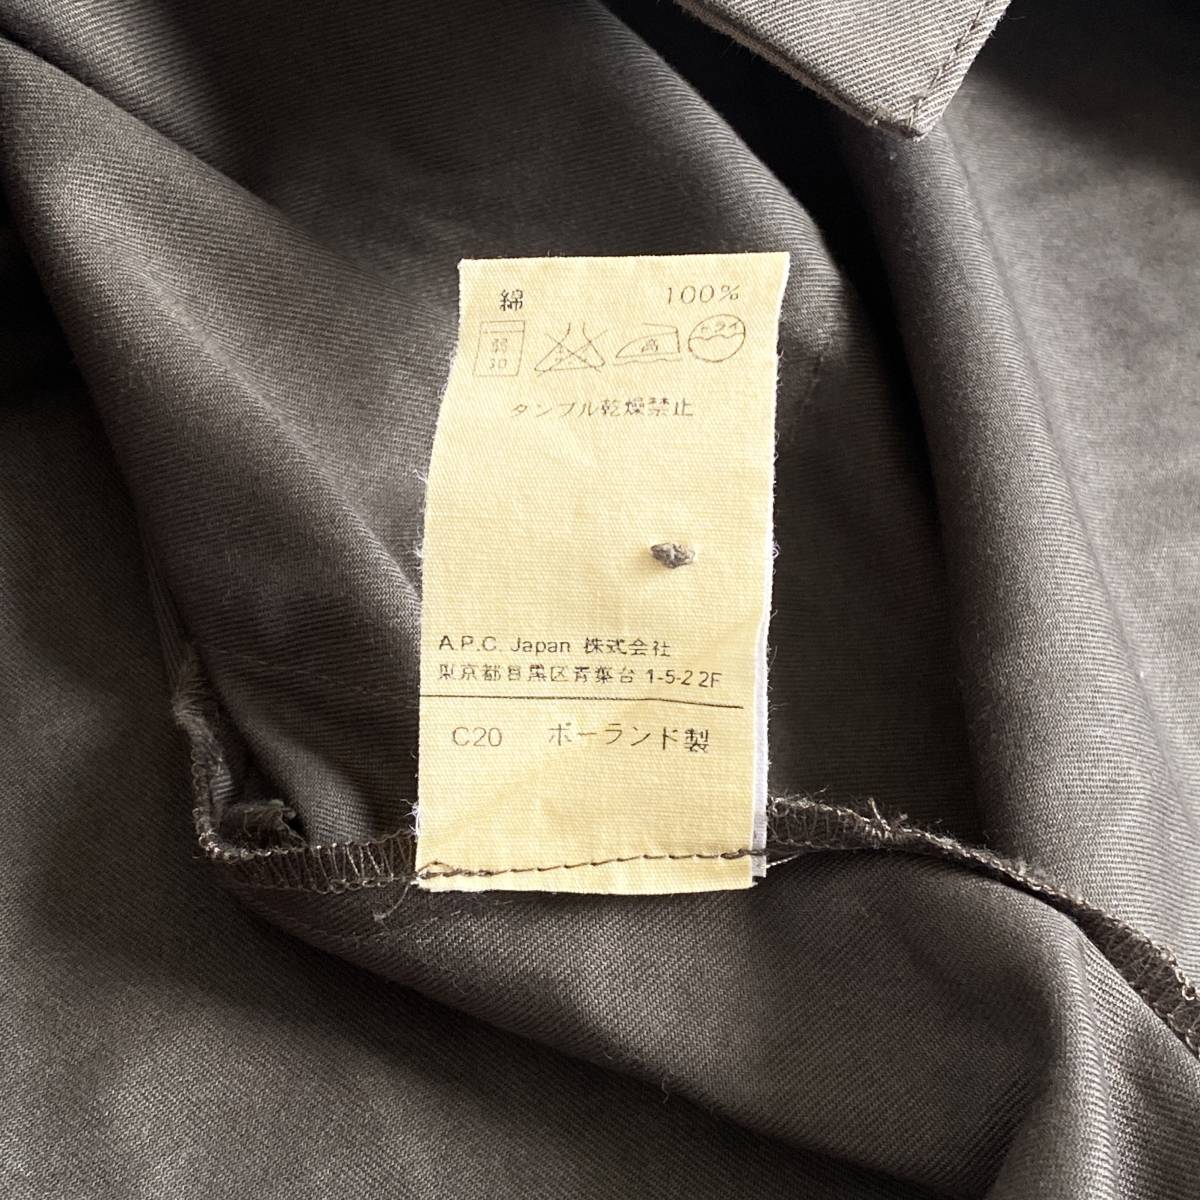 綿 100%
弱 高 ドライ
30
タンブル乾燥禁止
A.P.C. Japan 株式会社
東京都目黒区青葉台 1-5-2 2F
C20 ポーランド製